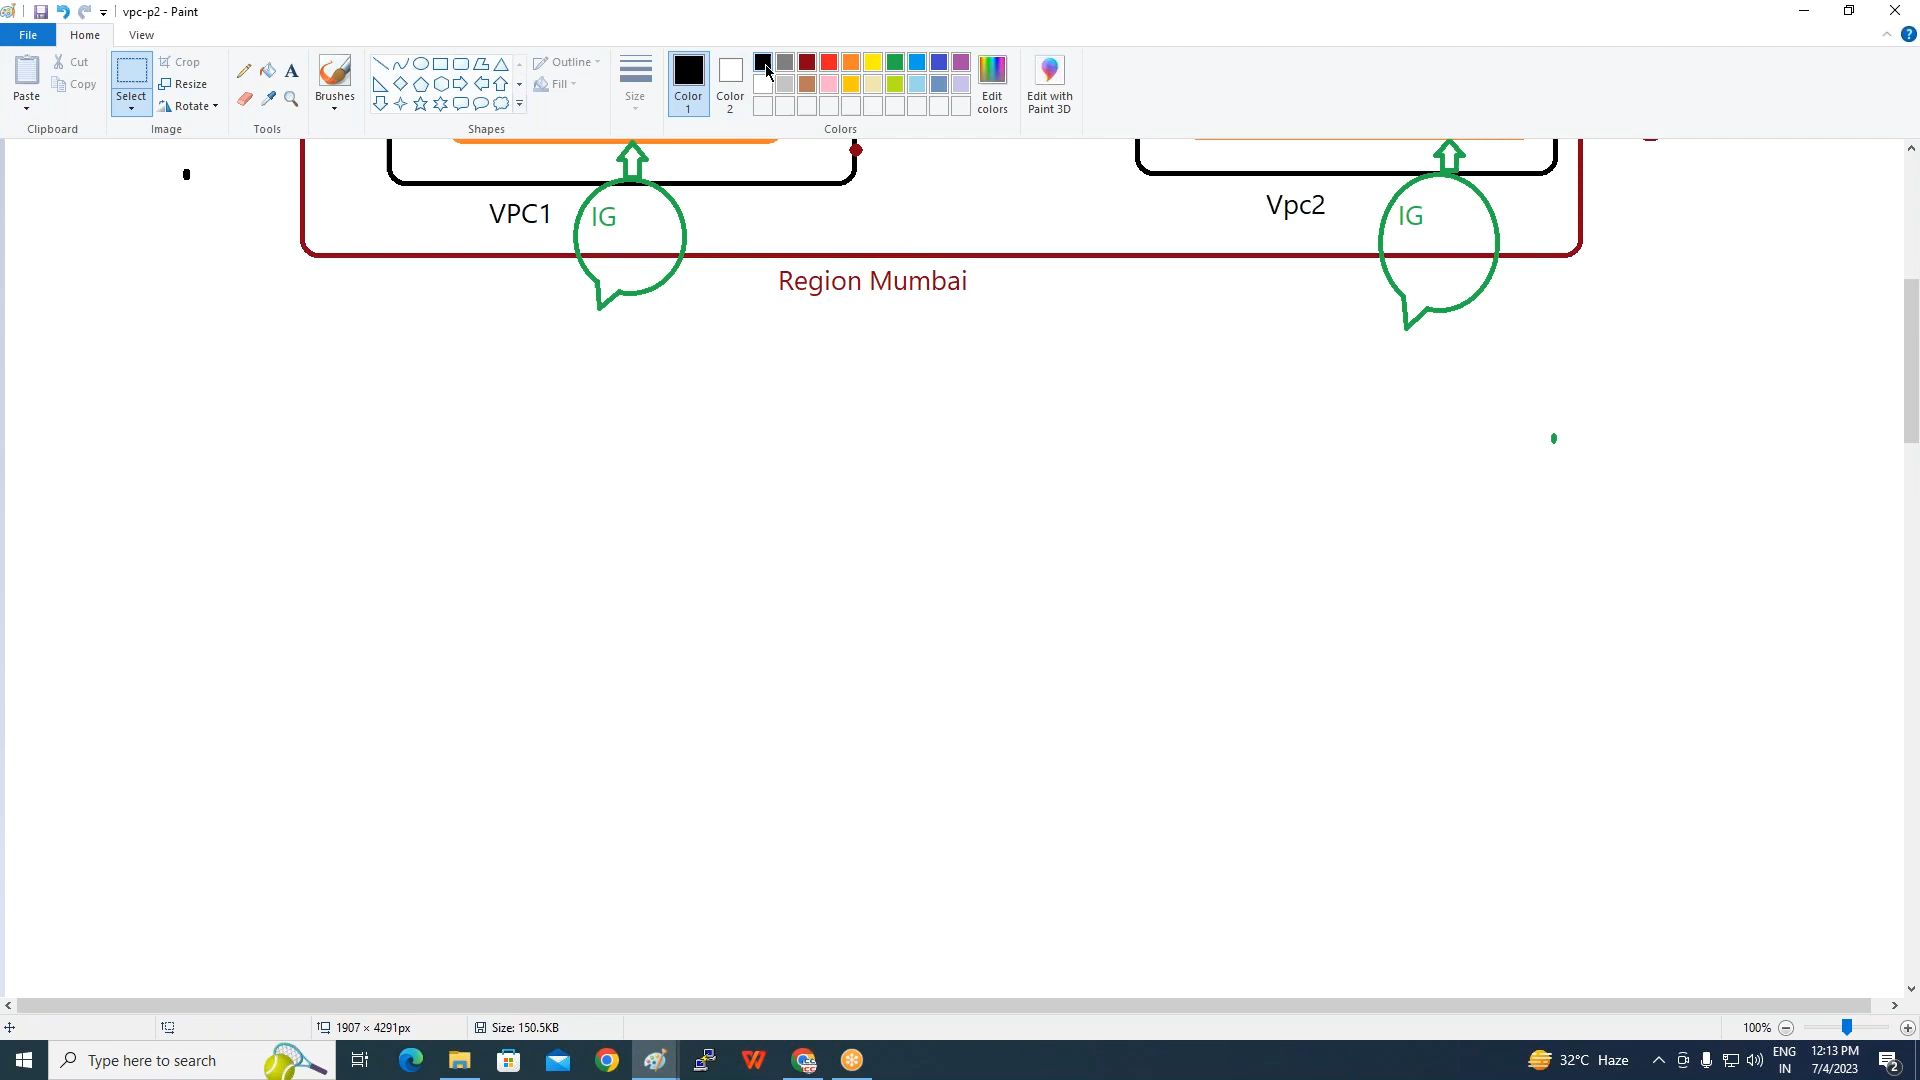 vpc-p2 - Paint
File Home View
Paste
Cut
Copy
Clipboard
Select
Crop
Resize
Rotate
Image
Tools
Brushes
Shapes
Outline
Fill
Size
Color
1
Color
2
Colors
Edit
colors
Edit with
Paint 3D
VPC1
IG
Vpc2
IG
Region Mumbai
1907 × 4291px
Size: 150.5KB
100%
Type here to search
32°C Haze
ENG
IN
12:13 PM
7/4/2023
2